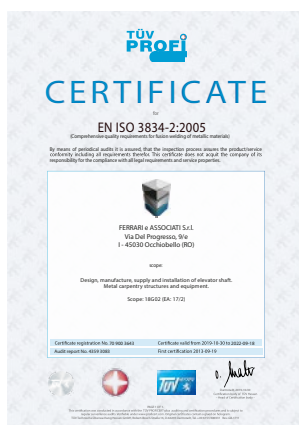 TÜV
PROFi
CERTIFICATE
for
EN ISO 3834-2:2005
(Comprehensive quality requirements for fusion welding of metallic materials)
By means of periodical audits it is assured, that the inspection process assures the product/service
conformity including all requirements therefor. This certificate does not acquit the company of its
responsibility for the compliance with all legal requirements and service properties.
FERRARI e ASSOCIATI S.r.l.
Via Del Progresso, 9/e
I - 45030 Occhiobello (RO)
scope:
Design, manufacture, supply and installation of elevator shaft.
Metal carpentry structures and equipment.
Scope: 18G02 (EA: 17/2)
Certificate registration No. 70 900 3643
Certificate valid from 2019-10-30 to 2022-09-18
Audit report No. 4359 3085
First certification 2013-09-19
TÜV